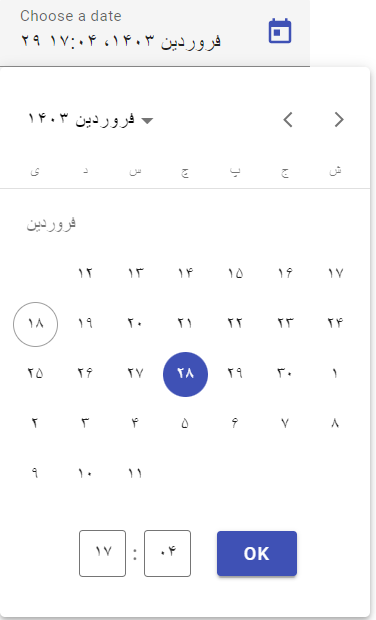 Choose a date
۲۹ فروردین ۱۴۰۳،‏ ۱۷:۰۴
فروردین ۱۴۰۳
ی د س چ پ ج ش
فروردین
۱۲ ۱۳ ۱۴ ۱۵ ۱۶ ۱۷
۱۸ ۱۹ ۲۰ ۲۱ ۲۲ ۲۳ ۲۴
۲۵ ۲۶ ۲۷ ۲۸ ۲۹ ۳۰ ۱
۲ ۳ ۴ ۵ ۶ ۷ ۸
۹ ۱۰ ۱۱
۱۷ : ۰۴ OK